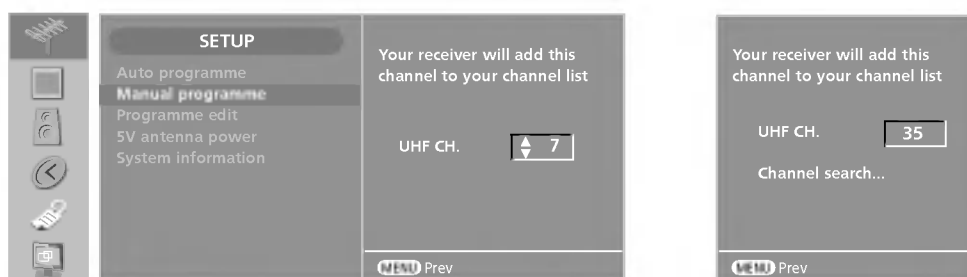 SETUP
Auto programme
Manual programme
Programme edit
5V antenna power
System information
Your receiver will add this
channel to your channel list
UHF CH. 7
MENU Prev
Your receiver will add this
channel to your channel list
UHF CH. 35
Channel search...
MENU Prev